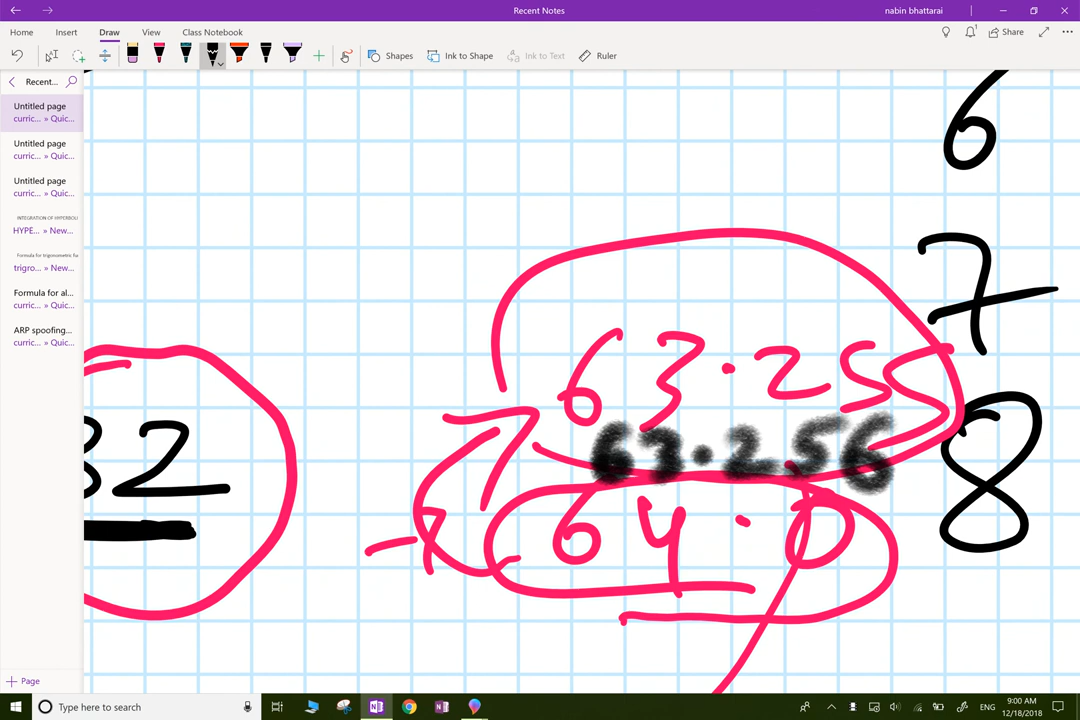 Recent Notes
nabin bhattarai
Home Insert Draw View Class Notebook
Share
Shapes Ink to Shape Ink to Text Ruler
Recent...
Untitled page
curric... » Quic...
Untitled page
curric... » Quic...
Untitled page
curric... » Quic...
INTEGRATION OF HYPERBOL
HYPE... » New...
Formula for trigonometric fu
trigro... » New...
Formula for al...
curric... » Quic...
ARP spoofing...
curric... » Quic...
6
7
63.255
32
63.256
8
64.0
+ Page
Type here to search
ENG
9:00 AM
12/18/2018